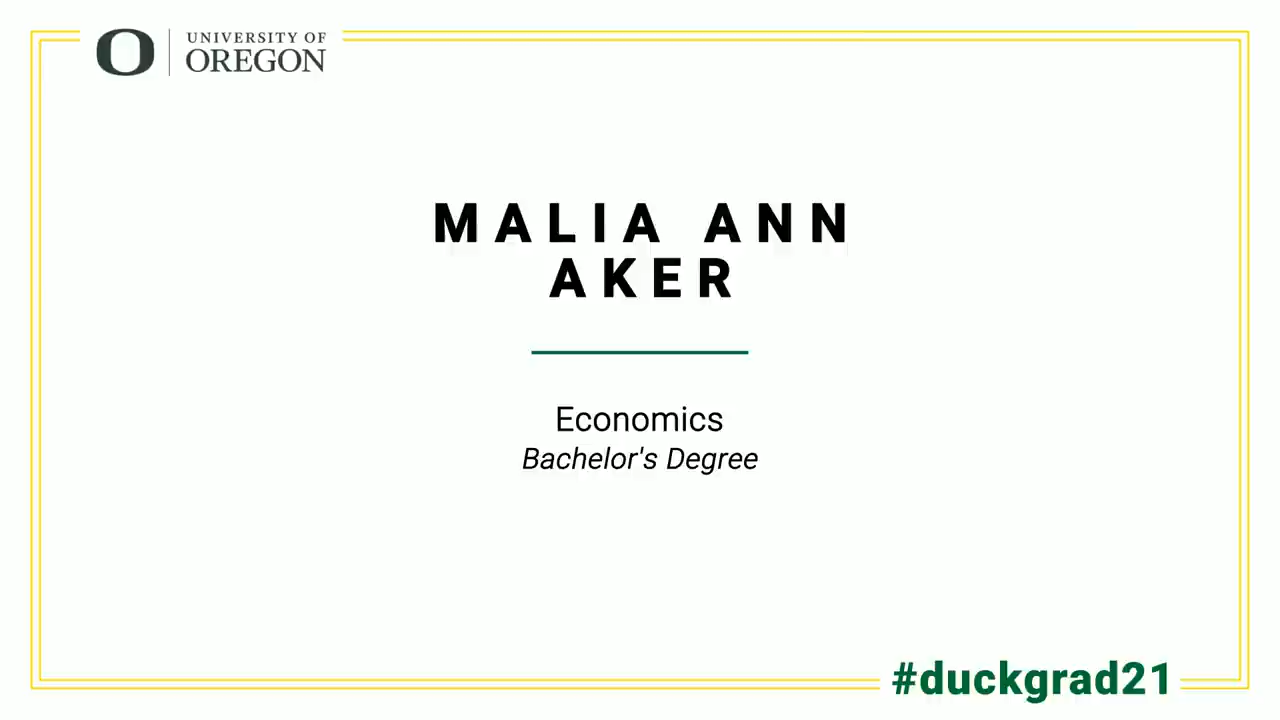 UNIVERSITY OF
OREGON
MALIA ANN
AKER
Economics
Bachelor's Degree
#duckgrad21